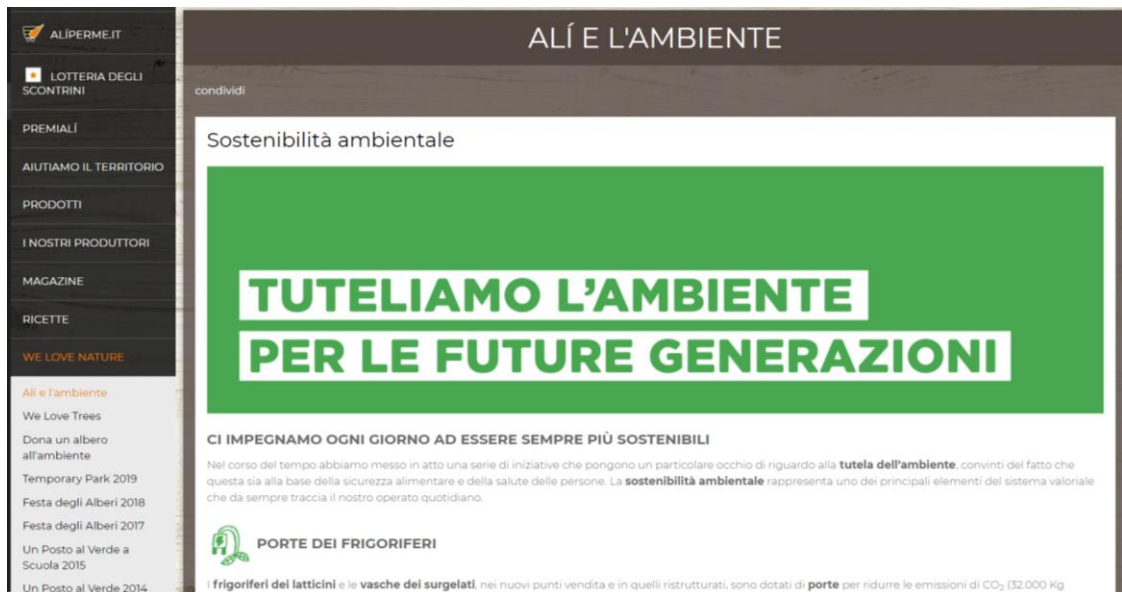 ALÍPERME.IT
LOTTERIA DEGLI
SCONTRINI
PREMIALÍ
AIUTIAMO IL TERRITORIO
PRODOTTI
I NOSTRI PRODUTTORI
MAGAZINE
RICETTE
WE LOVE NATURE
Alí e l'ambiente
We Love Trees
Dona un albero
all'ambiente
Temporary Park 2019
Festa degli Alberi 2018
Festa degli Alberi 2017
Un Posto al Verde a
Scuola 2015
Un Posto al Verde 2014
ALÍ E L'AMBIENTE
condividi
Sostenibilità ambientale
TUTELIAMO L'AMBIENTE
PER LE FUTURE GENERAZIONI
CI IMPEGNAMO OGNI GIORNO AD ESSERE SEMPRE PIÙ SOSTENIBILI
Nel corso del tempo abbiamo messo in atto una serie di iniziative che pongono un particolare occhio di riguardo alla tutela dell'ambiente, convinti del fatto che
questa sia alla base della sicurezza alimentare e della salute delle persone. La sostenibilità ambientale rappresenta uno dei principali elementi del sistema valoriale
che da sempre traccia il nostro operato quotidiano.
PORTE DEI FRIGORIFERI
I frigoriferi dei latticini e le vasche dei surgelati, nei nuovi punti vendita e in quelli ristrutturati, sono dotati di porte per ridurre le emissioni di CO₂ (32.000 Kg